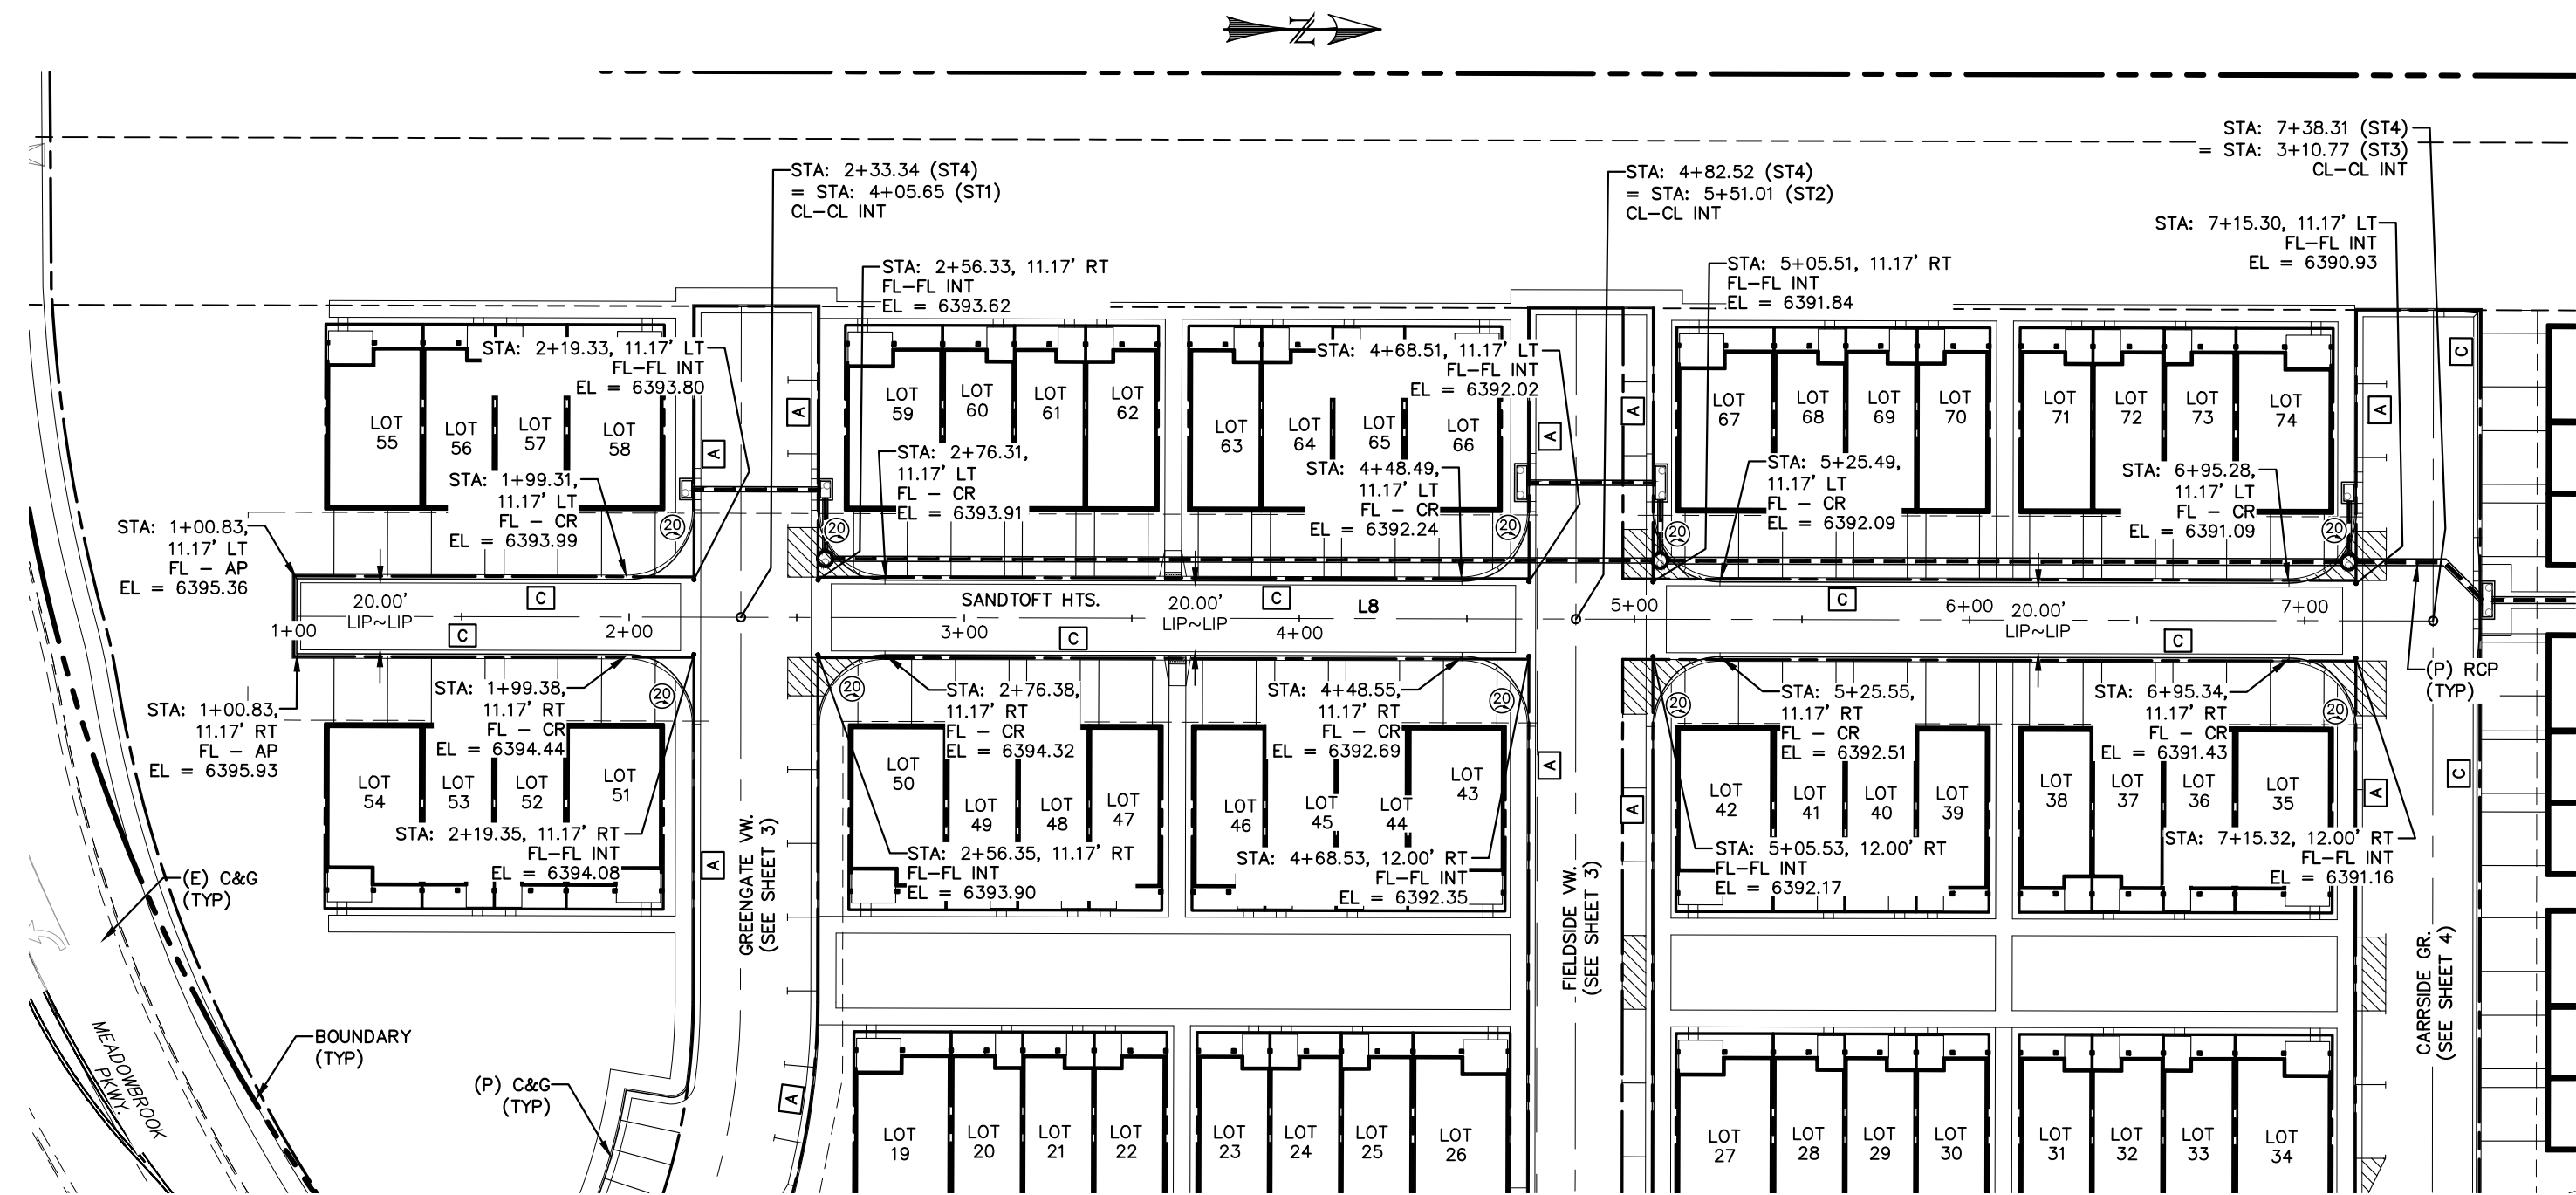 N
STA: 7+38.31 (ST4)
= STA: 3+10.77 (ST3)
CL-CL INT
STA: 2+33.34 (ST4)
= STA: 4+05.65 (ST1)
CL-CL INT
STA: 4+82.52 (ST4)
= STA: 5+51.01 (ST2)
CL-CL INT
STA: 7+15.30, 11.17' LT
FL-FL INT
EL = 6390.93
STA: 2+56.33, 11.17' RT
FL-FL INT
EL = 6393.62
STA: 5+05.51, 11.17' RT
FL-FL INT
EL = 6391.84
STA: 2+19.33, 11.17' LT
FL-FL INT
EL = 6393.80
STA: 4+68.51, 11.17' LT
FL-FL INT
EL = 6392.02
LOT
55
LOT
56
LOT
57
LOT
58
LOT
59
LOT
60
LOT
61
LOT
62
LOT
63
LOT
64
LOT
65
LOT
66
LOT
67
LOT
68
LOT
69
LOT
70
LOT
71
LOT
72
LOT
73
LOT
74
A
A
A
A
A
A
C
STA: 1+99.31,
11.17' LT
FL - CR
EL = 6393.99
STA: 2+76.31,
11.17' LT
FL - CR
EL = 6393.91
STA: 4+48.49,
11.17' LT
FL - CR
EL = 6392.24
STA: 5+25.49,
11.17' LT
FL - CR
EL = 6392.09
STA: 6+95.28,
11.17' LT
FL - CR
EL = 6391.09
20
20
20
20
20
STA: 1+00.83,
11.17' LT
FL - AP
EL = 6395.36
20.00'
LIP~LIP
C
C
SANDTOFT HTS.
20.00'
LIP~LIP
C
C
L8
C
20.00'
LIP~LIP
C
1+00
2+00
3+00
4+00
5+00
6+00
7+00
(P) RCP
(TYP)
STA: 1+00.83,
11.17' RT
FL - AP
EL = 6395.93
STA: 1+99.38,
11.17' RT
FL - CR
EL = 6394.44
STA: 2+76.38,
11.17' RT
FL - CR
EL = 6394.32
STA: 4+48.55,
11.17' RT
FL - CR
EL = 6392.69
STA: 5+25.55,
11.17' RT
FL - CR
EL = 6392.51
STA: 6+95.34,
11.17' RT
FL - CR
EL = 6391.43
20
20
20
20
20
LOT
54
LOT
53
LOT
52
LOT
51
LOT
50
LOT
49
LOT
48
LOT
47
LOT
46
LOT
45
LOT
44
LOT
43
LOT
42
LOT
41
LOT
40
LOT
39
LOT
38
LOT
37
LOT
36
LOT
35
A
A
A
A
C
STA: 2+19.35, 11.17' RT
FL-FL INT
EL = 6394.08
STA: 2+56.35, 11.17' RT
FL-FL INT
EL = 6393.90
STA: 4+68.53, 12.00' RT
FL-FL INT
EL = 6392.35
STA: 5+05.53, 12.00' RT
FL-FL INT
EL = 6392.17
STA: 7+15.32, 12.00' RT
FL-FL INT
EL = 6391.16
GREENGATE VW.
(SEE SHEET 3)
FIELDSIDE VW.
(SEE SHEET 3)
CARRSIDE GR.
(SEE SHEET 4)
(E) C&G
(TYP)
BOUNDARY
(TYP)
(P) C&G
(TYP)
MEADOWBROOK
PKWY.
A
LOT
19
LOT
20
LOT
21
LOT
22
LOT
23
LOT
24
LOT
25
LOT
26
LOT
27
LOT
28
LOT
29
LOT
30
LOT
31
LOT
32
LOT
33
LOT
34